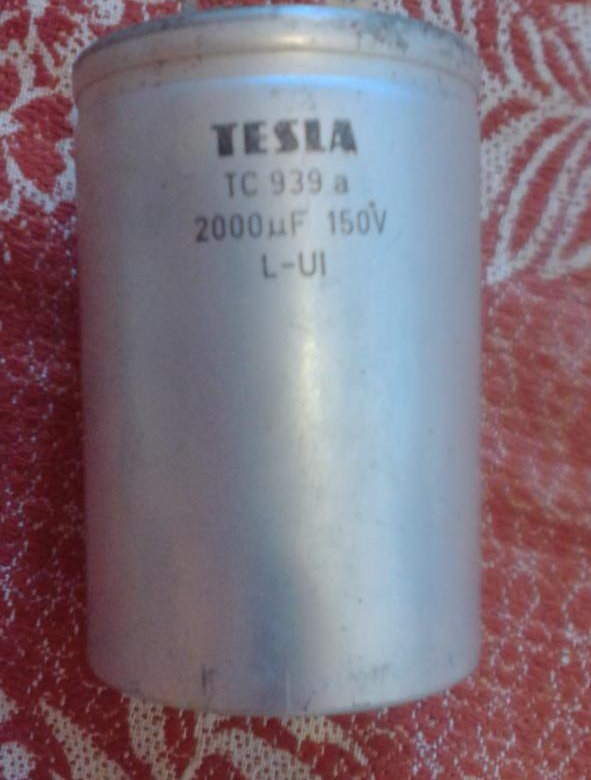 TESLA
TC 939 a
2000µF 150V
L-UI